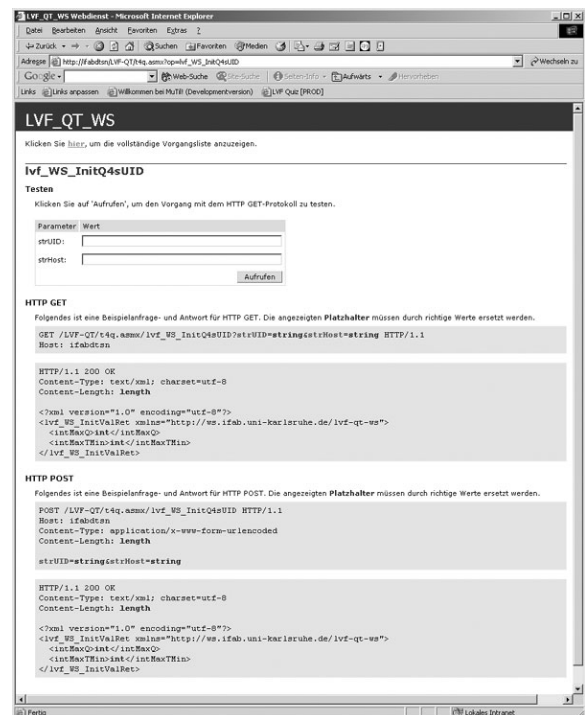 LVF_QT_WS Webdienst - Microsoft Internet Explorer
Datei Bearbeiten Ansicht Favoriten Extras ?
Zurück Suchen Favoriten Medien
Adresse http://ifabdtsn/LVF-QT/t4q.asmx?op=lvf_WS_InitQ4sUID Wechseln zu
Google Web-Suche Site-Suche Seiten-Info Aufwärts Hervorheben
Links Links anpassen Willkommen bei MuTil! (Developmentversion) LVF Quiz [PROD]
LVF_QT_WS
Klicken Sie hier, um die vollständige Vorgangsliste anzuzeigen.
lvf_WS_InitQ4sUID
Testen
Klicken Sie auf 'Aufrufen', um den Vorgang mit dem HTTP GET-Protokoll zu testen.
Parameter Wert
strUID:
strHost:
Aufrufen
HTTP GET
Folgendes ist eine Beispielanfrage- und Antwort für HTTP GET. Die angezeigten Platzhalter müssen durch richtige Werte ersetzt werden.
GET /LVF-QT/t4q.asmx/lvf_WS_InitQ4sUID?strUID=string&strHost=string HTTP/1.1
Host: ifabdtsn
HTTP/1.1 200 OK
Content-Type: text/xml; charset=utf-8
Content-Length: length
<?xml version="1.0" encoding="utf-8"?>
<lvf_WS_InitValRet xmlns="http://ws.ifab.uni-karlsruhe.de/lvf-qt-ws">
<intMaxQ>int</intMaxQ>
<intMaxTMin>int</intMaxTMin>
</lvf_WS_InitValRet>
HTTP POST
Folgendes ist eine Beispielanfrage- und Antwort für HTTP POST. Die angezeigten Platzhalter müssen durch richtige Werte ersetzt werden.
POST /LVF-QT/t4q.asmx/lvf_WS_InitQ4sUID HTTP/1.1
Host: ifabdtsn
Content-Type: application/x-www-form-urlencoded
Content-Length: length
strUID=string&strHost=string
HTTP/1.1 200 OK
Content-Type: text/xml; charset=utf-8
Content-Length: length
<?xml version="1.0" encoding="utf-8"?>
<lvf_WS_InitValRet xmlns="http://ws.ifab.uni-karlsruhe.de/lvf-qt-ws">
<intMaxQ>int</intMaxQ>
<intMaxTMin>int</intMaxTMin>
</lvf_WS_InitValRet>
Fertig Lokales Intranet